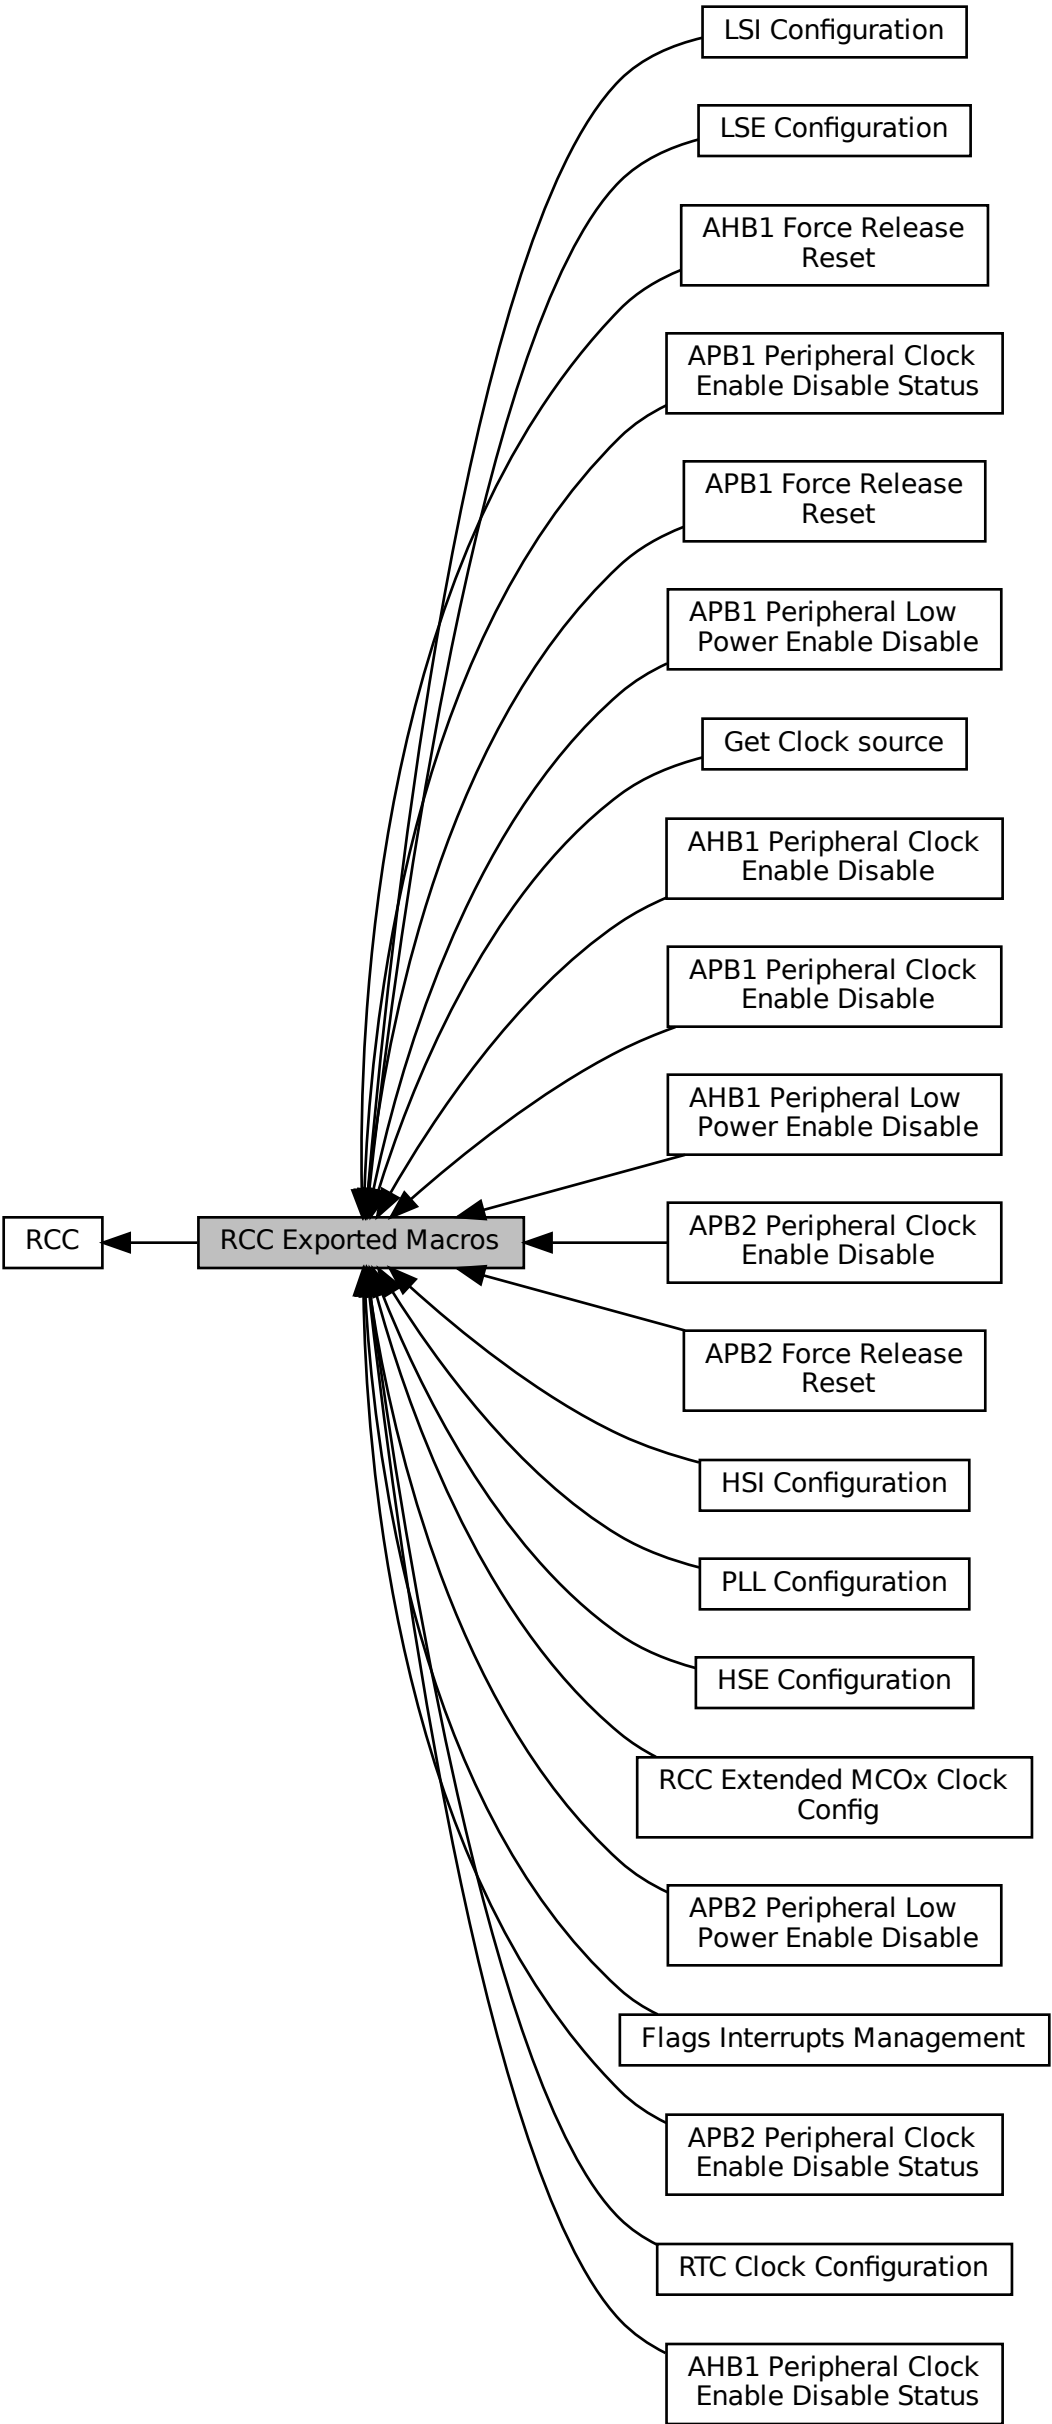 LSI Configuration
LSE Configuration
AHB1 Force Release
Reset
APB1 Peripheral Clock
Enable Disable Status
APB1 Force Release
Reset
APB1 Peripheral Low
Power Enable Disable
Get Clock source
AHB1 Peripheral Clock
Enable Disable
APB1 Peripheral Clock
Enable Disable
AHB1 Peripheral Low
Power Enable Disable
RCC
RCC Exported Macros
APB2 Peripheral Clock
Enable Disable
APB2 Force Release
Reset
HSI Configuration
PLL Configuration
HSE Configuration
RCC Extended MCOx Clock
Config
APB2 Peripheral Low
Power Enable Disable
Flags Interrupts Management
APB2 Peripheral Clock
Enable Disable Status
RTC Clock Configuration
AHB1 Peripheral Clock
Enable Disable Status